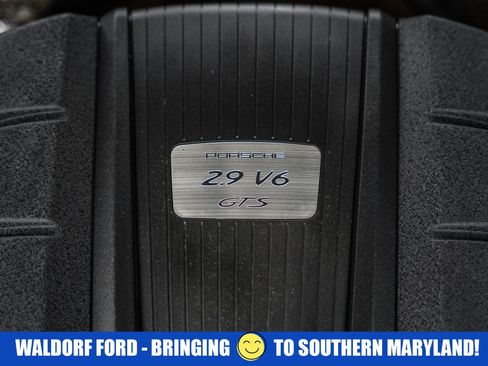 PORSCHE
2.9 V6
GTS
WALDORF FORD - BRINGING 😊 TO SOUTHERN MARYLAND!